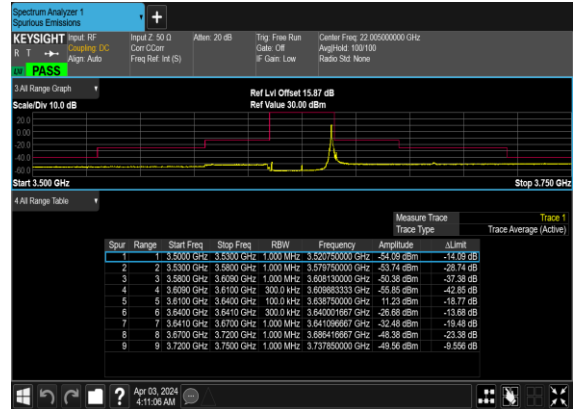 Spectrum Analyzer 1
Spurious Emissions
KEYSIGHT Input: RF Input Z: 50 Ω Atten: 20 dB Trig: Free Run Center Freq: 22.005000000 GHz
R T Coupling: DC Corr CCorr Gate: Off Avg|Hold: 100/100
Align: Auto Freq Ref: Int (S) IF Gain: Low Radio Std: None
PASS
3.All Range Graph
Ref Lvl Offset 15.87 dB
Scale/Div 10.0 dB Ref Value 30.00 dBm
20.0
0.00
-20.0
-40.0
-60.0
Start 3.500 GHz Stop 3.750 GHz
4.All Range Table
Measure Trace Trace 1
Trace Type Trace Average (Active)
Spur Range Start Freq Stop Freq RBW Frequency Amplitude ΔLimit
1 1 3.5000 GHz 3.5300 GHz 1.000 MHz 3.520750000 GHz -54.09 dBm -14.09 dB
2 2 3.5300 GHz 3.5800 GHz 1.000 MHz 3.579750000 GHz -53.74 dBm -28.74 dB
3 3 3.5800 GHz 3.6090 GHz 1.000 MHz 3.608130000 GHz -50.38 dBm -37.38 dB
4 4 3.6090 GHz 3.6100 GHz 300.0 kHz 3.609883333 GHz -55.85 dBm -42.85 dB
5 5 3.6100 GHz 3.6400 GHz 100.0 kHz 3.638750000 GHz 11.23 dBm -18.77 dB
6 6 3.6400 GHz 3.6410 GHz 300.0 kHz 3.640001667 GHz -26.68 dBm -13.68 dB
7 7 3.6410 GHz 3.6700 GHz 1.000 MHz 3.641096667 GHz -32.48 dBm -19.48 dB
8 8 3.6700 GHz 3.7200 GHz 1.000 MHz 3.686416667 GHz -48.38 dBm -23.38 dB
9 9 3.7200 GHz 3.7500 GHz 1.000 MHz 3.737850000 GHz -49.56 dBm -9.556 dB
Apr 03, 2024
4:11:06 AM